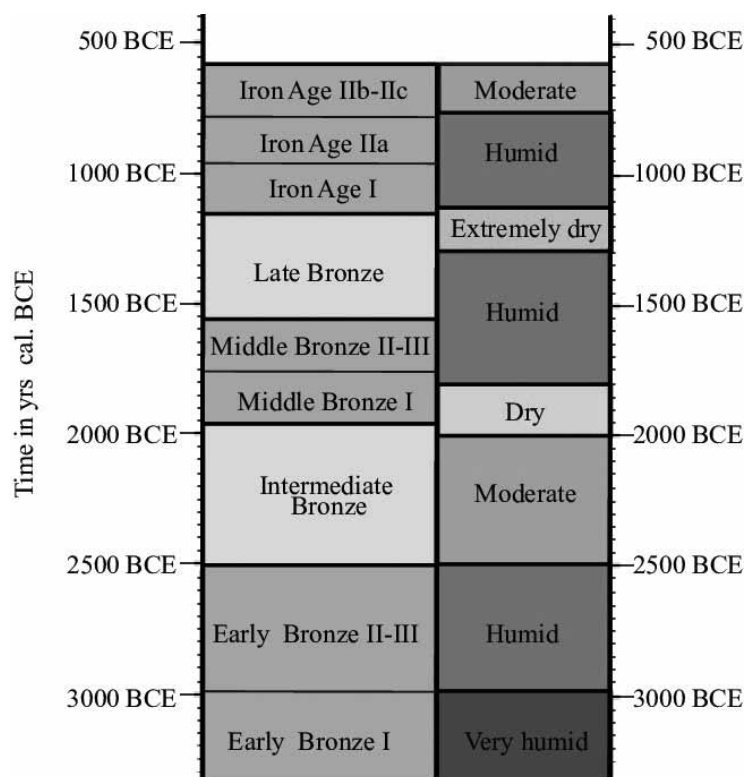 500 BCE
500 BCE
Iron Age IIb-IIc
Moderate
Iron Age IIa
Humid
1000 BCE
1000 BCE
Iron Age I
Extremely dry
Late Bronze
1500 BCE
Humid
1500 BCE
Middle Bronze II-III
Middle Bronze I
Dry
2000 BCE
2000 BCE
Intermediate
Bronze
Moderate
2500 BCE
2500 BCE
Early Bronze II-III
Humid
3000 BCE
3000 BCE
Early Bronze I
Very humid
Time in yrs cal. BCE